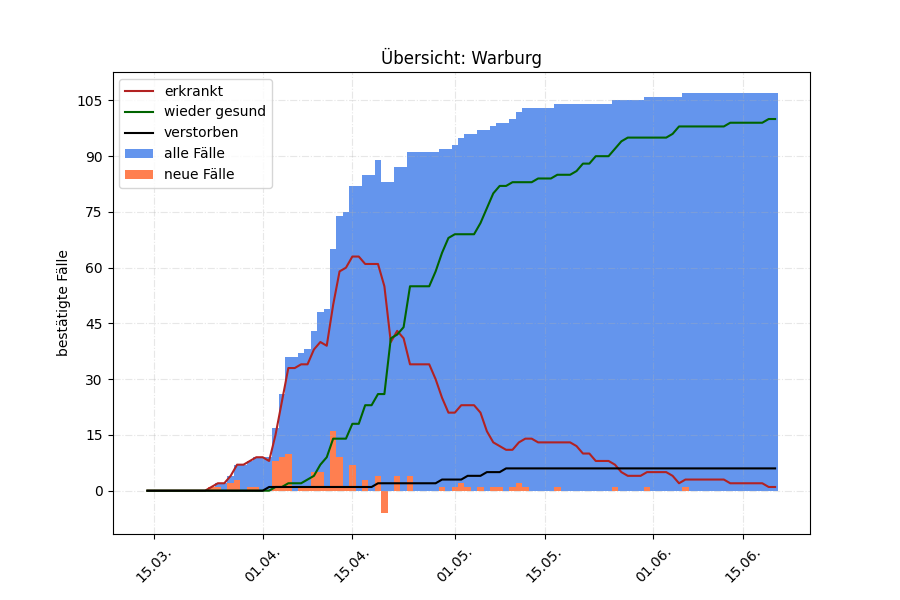 Übersicht: Warburg
erkrankt
wieder gesund
verstorben
alle Fälle
neue Fälle
bestätigte Fälle
105
90
75
60
45
30
15
0
15.03.
01.04.
15.04.
01.05.
15.05.
01.06.
15.06.